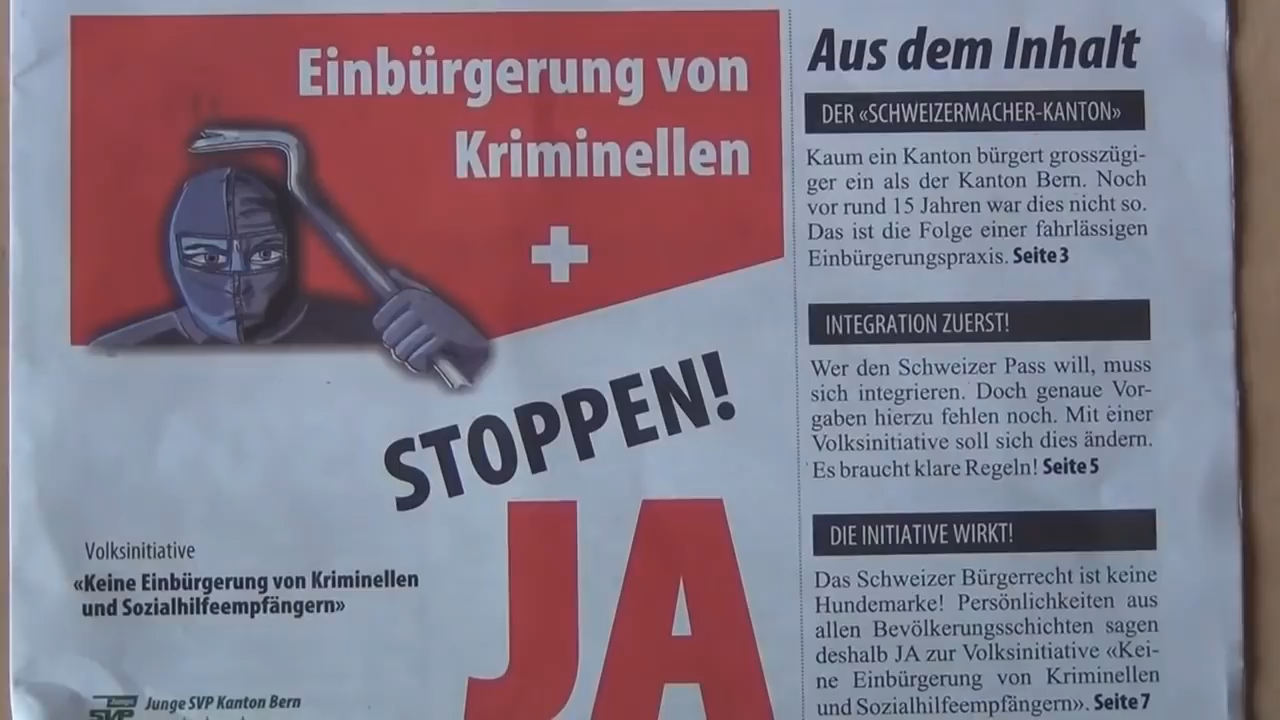 Einbürgerung von
Kriminellen
STOPPEN!
JA
Volksinitiative
«Keine Einbürgerung von Kriminellen
und Sozialhilfeempfängern»
Junge
SVP
Junge SVP Kanton Bern
Aus dem Inhalt
DER «SCHWEIZERMACHER-KANTON»
Kaum ein Kanton bürgert grosszügi-
ger ein als der Kanton Bern. Noch
vor rund 15 Jahren war dies nicht so.
Das ist die Folge einer fahrlässigen
Einbürgerungspraxis. Seite 3
INTEGRATION ZUERST!
Wer den Schweizer Pass will, muss
sich integrieren. Doch genaue Vor-
gaben hierzu fehlen noch. Mit einer
Volksinitiative soll sich dies ändern.
Es braucht klare Regeln! Seite 5
DIE INITIATIVE WIRKT!
Das Schweizer Bürgerrecht ist keine
Hundemarke! Persönlichkeiten aus
allen Bevölkerungsschichten sagen
deshalb JA zur Volksinitiative «Kei-
ne Einbürgerung von Kriminellen
und Sozialhilfeempfängern». Seite 7